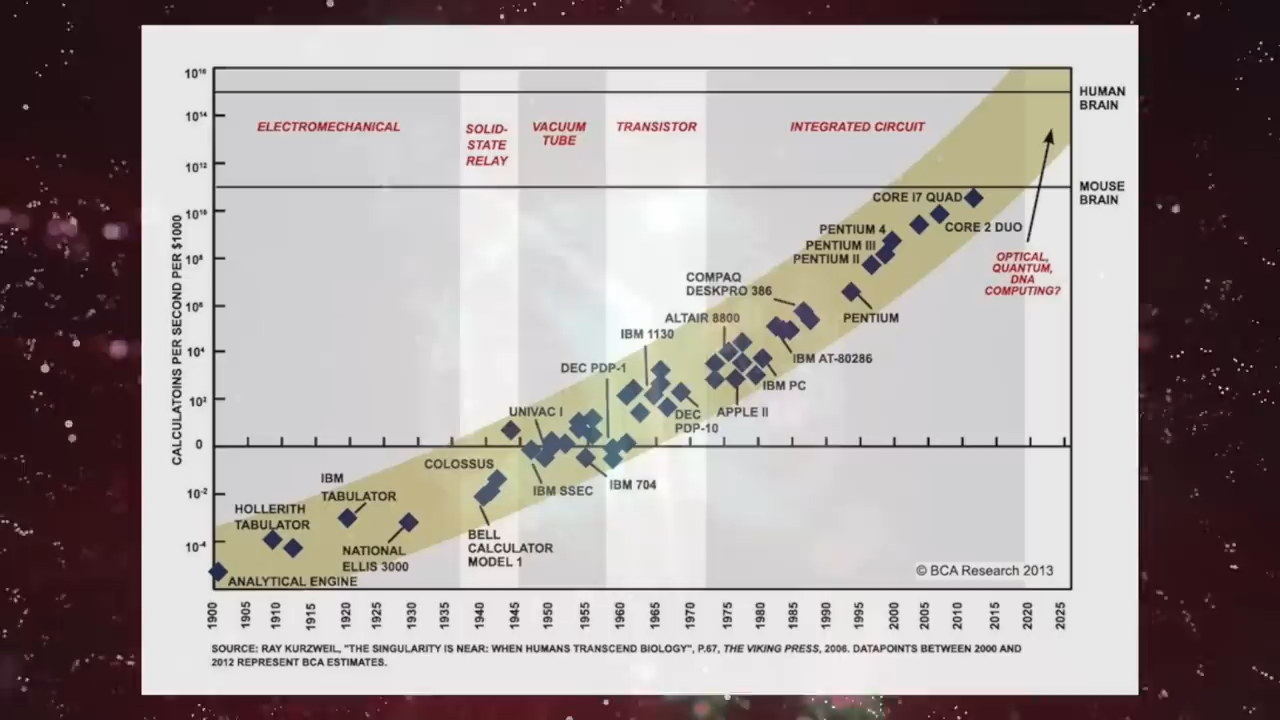 10¹⁶
10¹⁴
10¹²
10¹⁰
10⁸
10⁶
10⁴
10²
0
10⁻²
10⁻⁴
CALCULATOINS PER SECOND PER $1000
ELECTROMECHANICAL
SOLID-
STATE
RELAY
VACUUM
TUBE
TRANSISTOR
INTEGRATED CIRCUIT
HUMAN
BRAIN
MOUSE
BRAIN
CORE i7 QUAD
CORE 2 DUO
PENTIUM 4
PENTIUM III
PENTIUM II
OPTICAL,
QUANTUM,
DNA
COMPUTING?
COMPAQ
DESKPRO 386
PENTIUM
ALTAIR 8800
IBM 1130
IBM AT-80286
DEC PDP-1
IBM PC
UNIVAC I
DEC
PDP-10
APPLE II
COLOSSUS
IBM
TABULATOR
IBM SSEC
IBM 704
HOLLERITH
TABULATOR
NATIONAL
ELLIS 3000
BELL
CALCULATOR
MODEL 1
ANALYTICAL ENGINE
© BCA Research 2013
1900
1905
1910
1915
1920
1925
1930
1935
1940
1945
1950
1955
1960
1965
1970
1975
1980
1985
1990
1995
2000
2005
2010
2015
2020
2025
SOURCE: RAY KURZWEIL, "THE SINGULARITY IS NEAR: WHEN HUMANS TRANSCEND BIOLOGY", P.67, THE VIKING PRESS, 2006. DATAPOINTS BETWEEN 2000 AND
2012 REPRESENT BCA ESTIMATES.